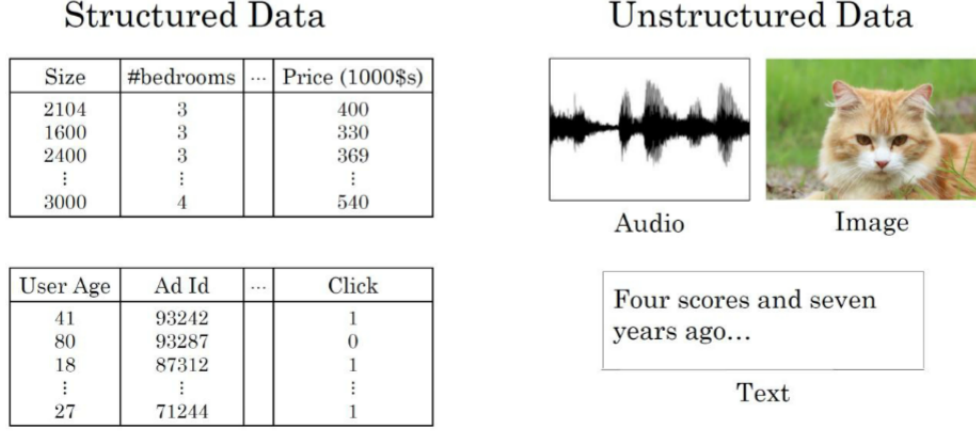 Structured Data
Size #bedrooms ... Price (1000$s)
2104 3 400
1600 3 330
2400 3 369
⋮ ⋮ ⋮
3000 4 540
User Age Ad Id ... Click
41 93242 1
80 93287 0
18 87312 1
⋮ ⋮ ⋮
27 71244 1
Unstructured Data
Audio
Image
Four scores and seven
years ago...
Text